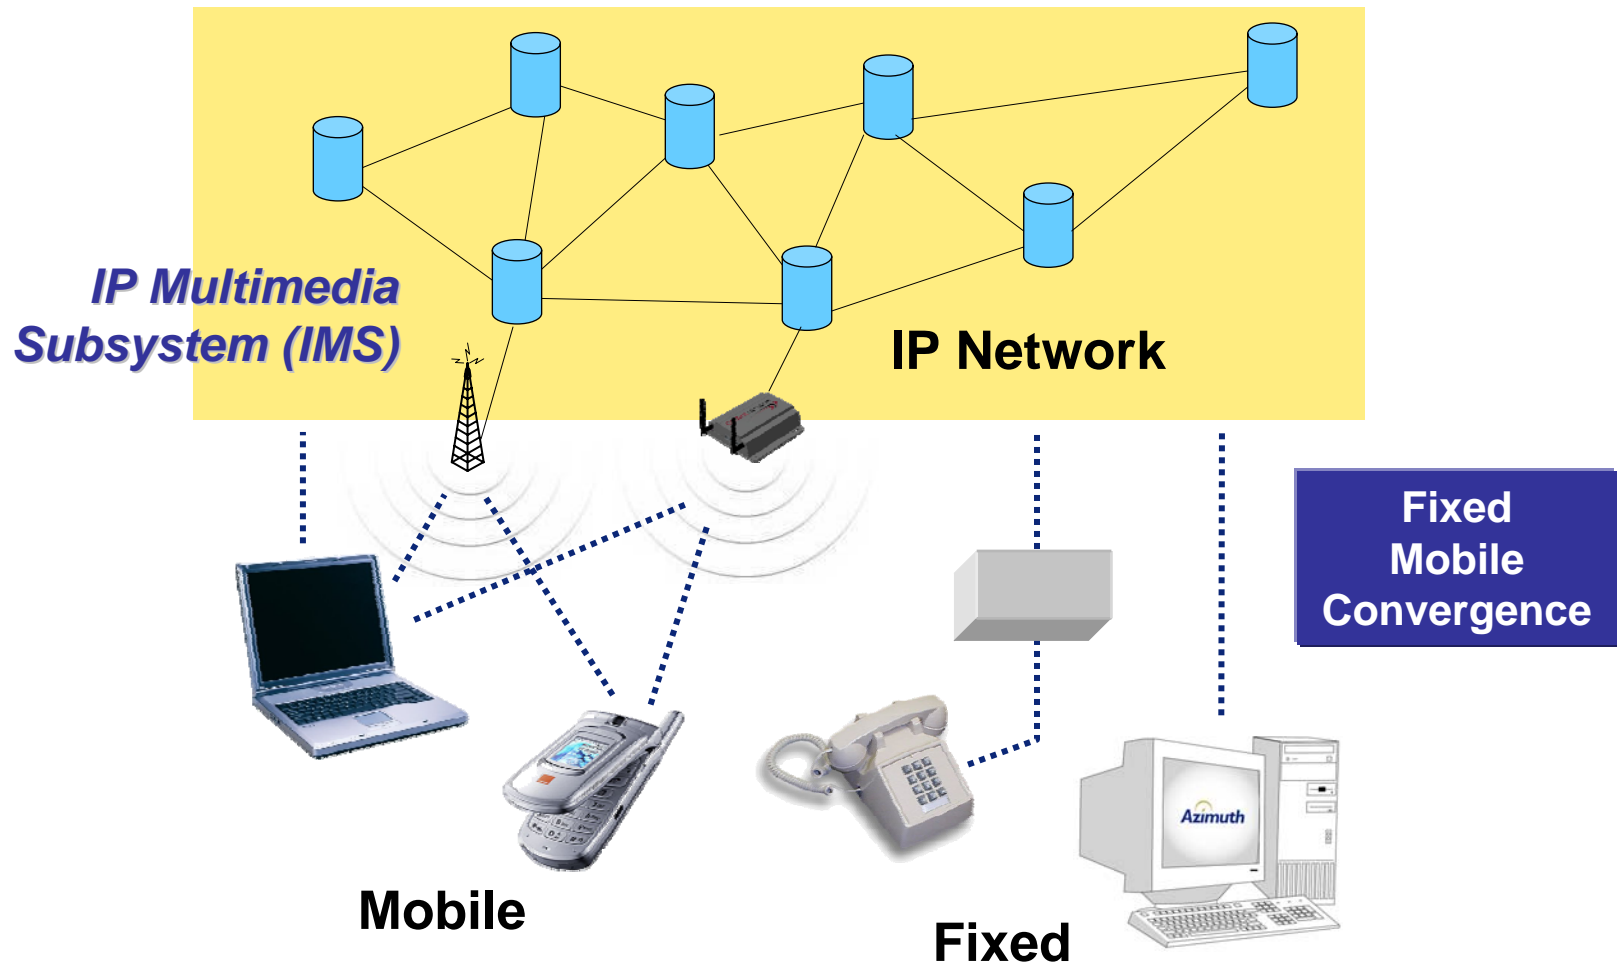 IP Multimedia
Subsystem (IMS)
IP Network
Fixed
Mobile
Convergence
Azimuth
Mobile
Fixed